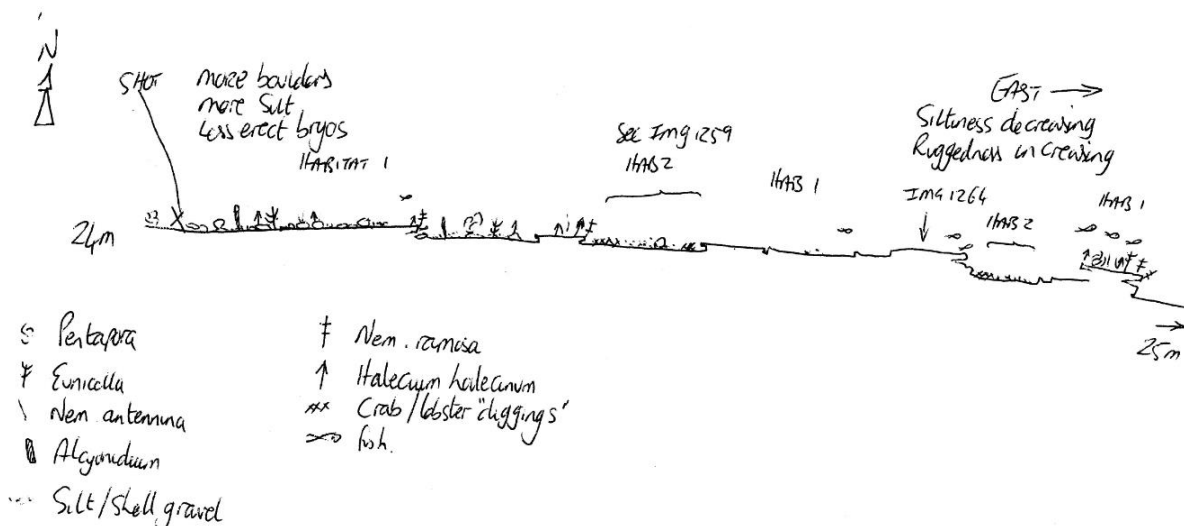 N
SHOT
more boulders
more Silt
less erect bryos
HABITAT 1
See Img 1259
HAB 2
HAB 1
EAST
Siltiness decreasing
Ruggedness increasing
IMG 1264
HAB 2
HAB 1
24m
25m
Pentapora
Eunicella
Nem antennina
Alcyonidium
Silt/Shell gravel
Nem. ramosa
Halecium halecinum
Crab/lobster "diggings"
fish.